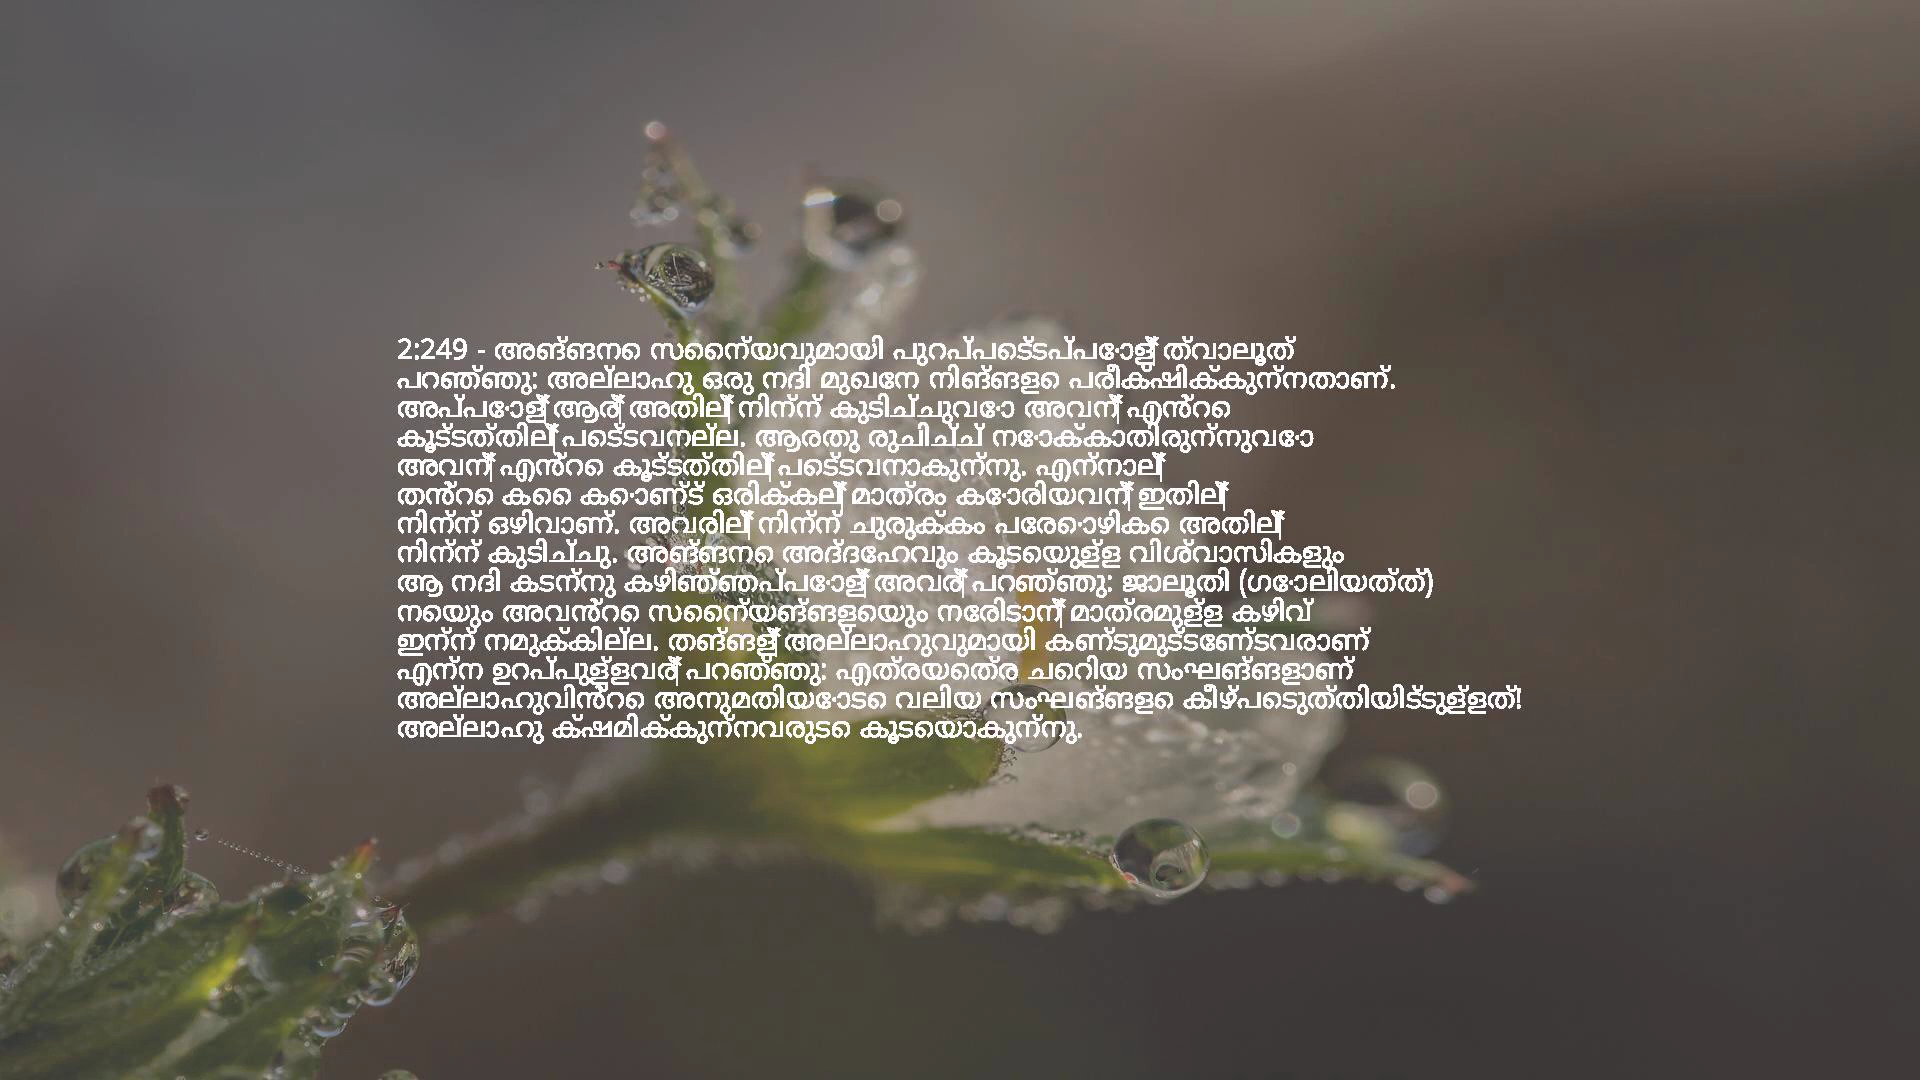 2:249 - അങ്ങനെ സൈന്യവുമായി പുറപ്പെട്ടപ്പോള്‍ ത്വാലൂത്
പറഞ്ഞു: അല്ലാഹു ഒരു നദി മുഖേന നിങ്ങളെ പരീക്ഷിക്കുന്നതാണ്.
അപ്പോള്‍ ആര്‍ അതില്‍ നിന്ന് കുടിച്ചുവോ അവന്‍ എന്‍റെ
കൂട്ടത്തില്‍ പെട്ടവനല്ല. ആരതു രുചിച്ച് നോക്കാതിരുന്നുവോ
അവന്‍ എന്‍റെ കൂട്ടത്തില്‍ പെട്ടവനാകുന്നു. എന്നാല്‍
തന്‍റെ കൈ കൊണ്ട് ഒരിക്കല്‍ മാത്രം കോരിയവന്‍ ഇതില്‍
നിന്ന് ഒഴിവാണ്. അവരില്‍ നിന്ന് ചുരുക്കം പേരൊഴികെ അതില്‍
നിന്ന് കുടിച്ചു. അങ്ങനെ അദ്ദേഹവും കൂടെയുള്ള വിശ്വാസികളും
ആ നദി കടന്നു കഴിഞ്ഞപ്പോള്‍ അവര്‍ പറഞ്ഞു: ജാലൂതി (ഗോലിയത്ത്)
നെയും അവന്‍റെ സൈന്യങ്ങളെയും നേരിടാന്‍ മാത്രമുള്ള കഴിവ്
ഇന്ന് നമുക്കില്ല. തങ്ങള്‍ അല്ലാഹുവുമായി കണ്ടുമുട്ടേണ്ടവരാണ്
എന്ന ഉറപ്പുള്ളവര്‍ പറഞ്ഞു: എത്രയെത്ര ചെറിയ സംഘങ്ങളാണ്
അല്ലാഹുവിന്‍റെ അനുമതിയോടെ വലിയ സംഘങ്ങളെ കീഴ്പെടുത്തിയിട്ടുള്ളത്!
അല്ലാഹു ക്ഷമിക്കുന്നവരുടെ കൂടെയാകുന്നു.